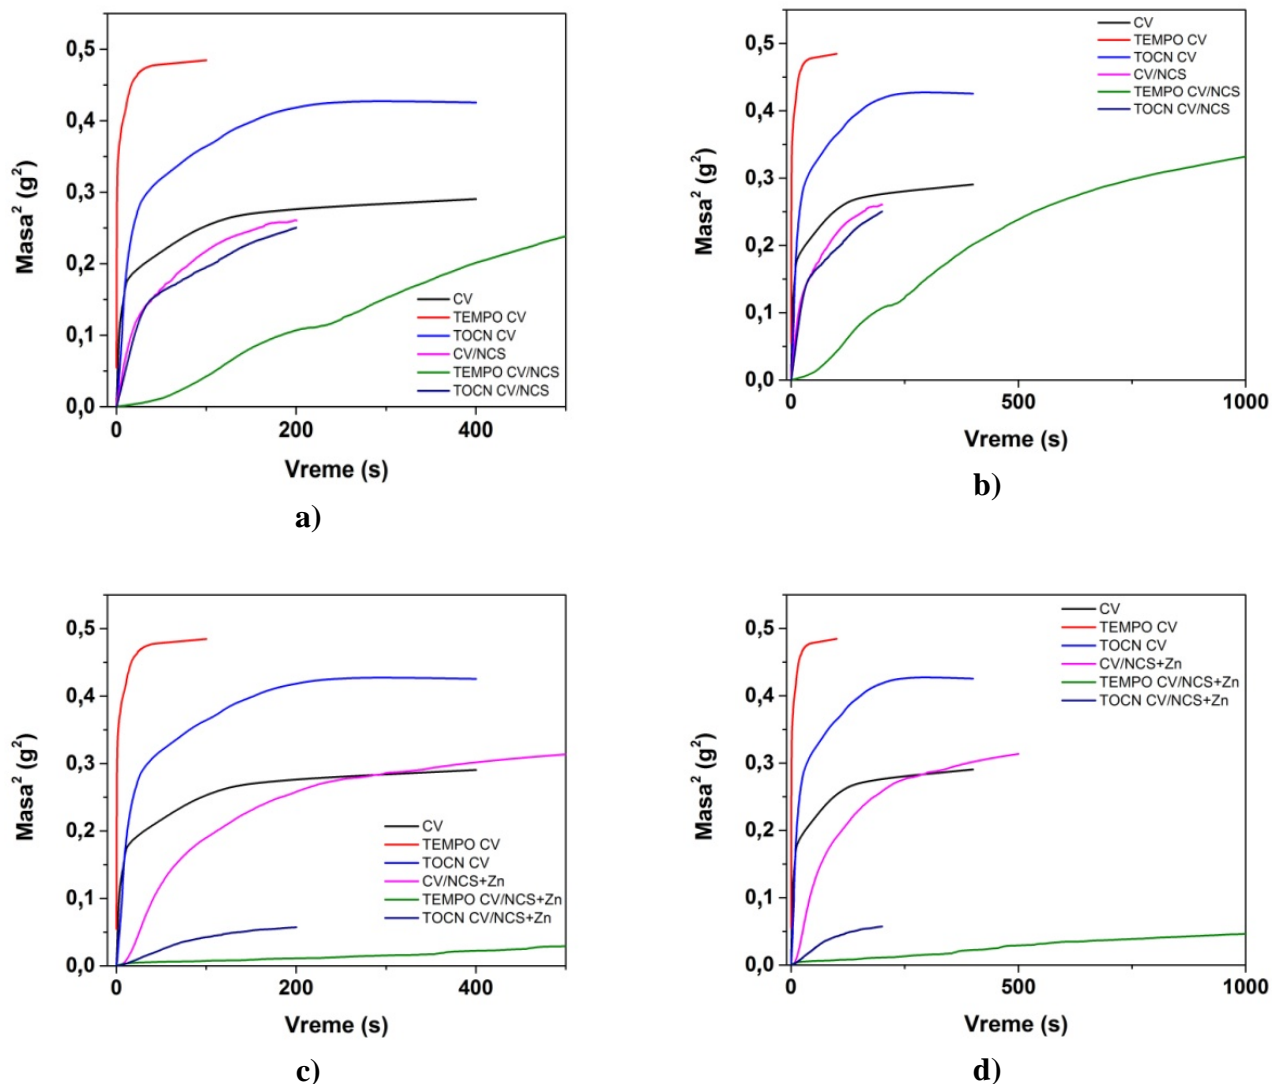 0,5
0,4
0,3
0,2
0,1
0,0
Masa² (g²)
0
200
400
Vreme (s)
CV
TEMPO CV
TOCN CV
CV/NCS
TEMPO CV/NCS
TOCN CV/NCS
a)
0,5
0,4
0,3
0,2
0,1
0,0
Masa² (g²)
0
500
1000
Vreme (s)
CV
TEMPO CV
TOCN CV
CV/NCS
TEMPO CV/NCS
TOCN CV/NCS
b)
0,5
0,4
0,3
0,2
0,1
0,0
Masa² (g²)
0
200
400
Vreme (s)
CV
TEMPO CV
TOCN CV
CV/NCS+Zn
TEMPO CV/NCS+Zn
TOCN CV/NCS+Zn
c)
0,5
0,4
0,3
0,2
0,1
0,0
Masa² (g²)
0
500
1000
Vreme (s)
CV
TEMPO CV
TOCN CV
CV/NCS+Zn
TEMPO CV/NCS+Zn
TOCN CV/NCS+Zn
d)